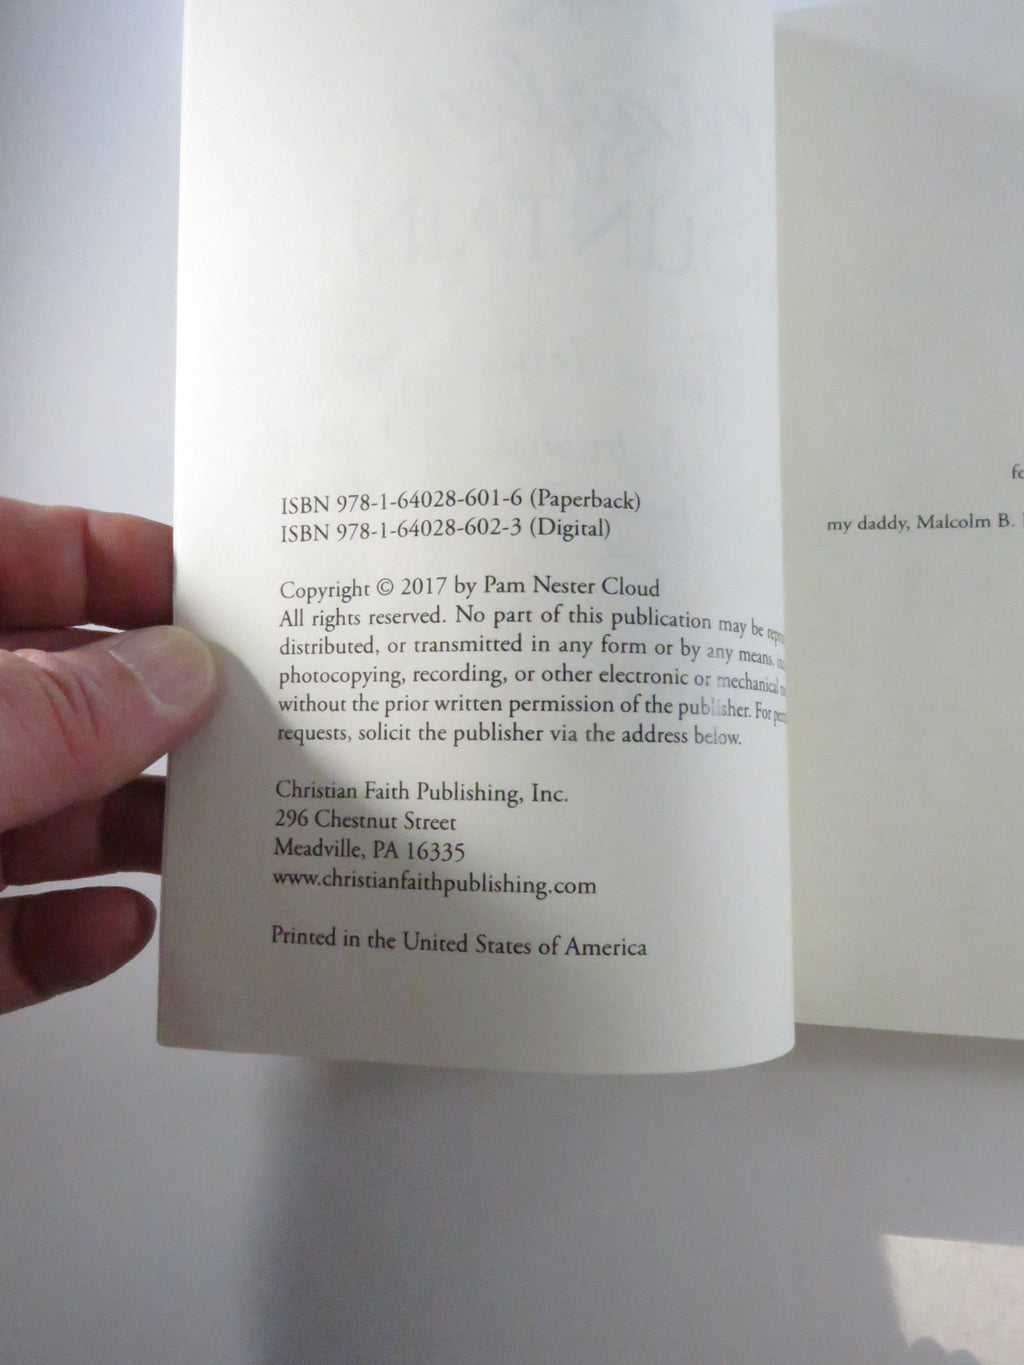 ISBN 978-1-64028-601-6 (Paperback)
ISBN 978-1-64028-602-3 (Digital)
Copyright © 2017 by Pam Nester Cloud
All rights reserved. No part of this publication may be
distributed, or transmitted in any form or by any means,
photocopying, recording, or other electronic or mechanical
without the prior written permission of the publisher. For
requests, solicit the publisher via the address below.
Christian Faith Publishing, Inc.
296 Chestnut Street
Meadville, PA 16335
www.christianfaithpublishing.com
Printed in the United States of America
my daddy, Malcolm B.